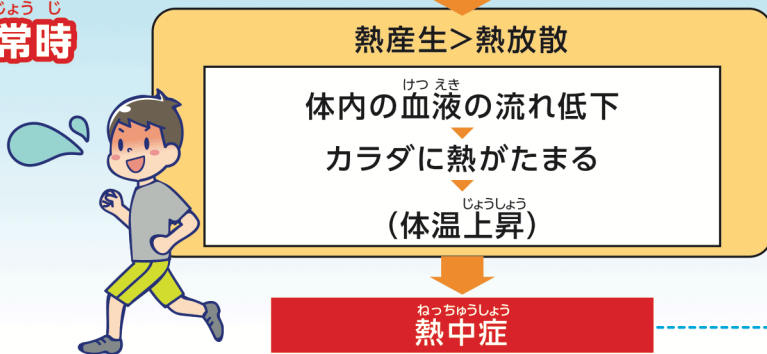 常時
熱産生＞熱放散
体内の血液の流れ低下
カラダに熱がたまる
（体温上昇）
熱中症